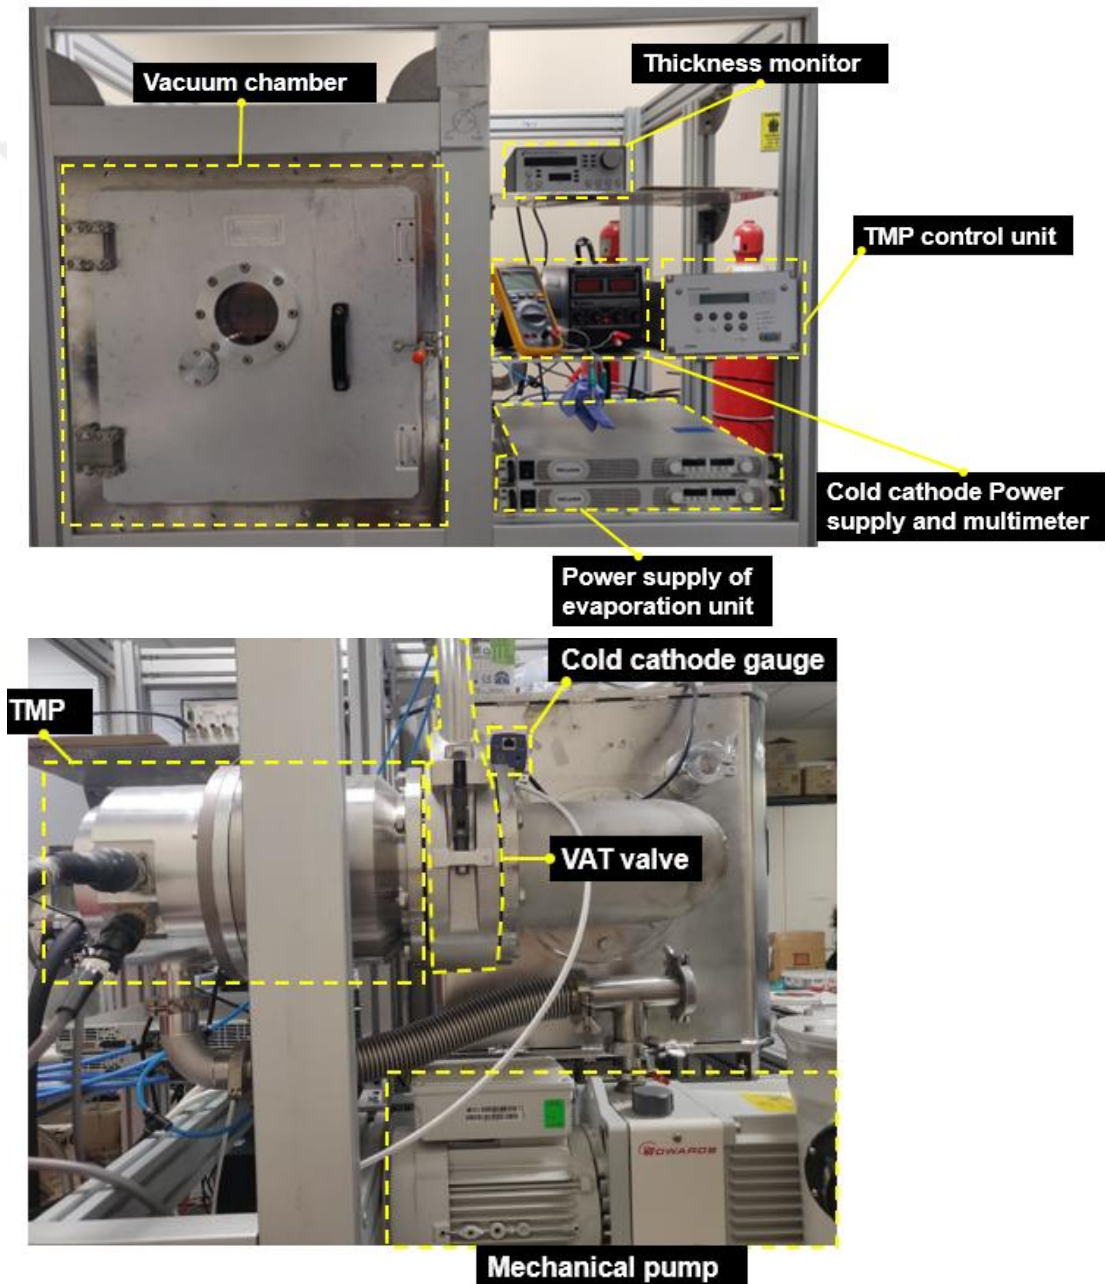 Vacuum chamber
Thickness monitor
TMP control unit
Cold cathode Power
supply and multimeter
Power supply of
evaporation unit
Cold cathode gauge
TMP
VAT valve
EDWARDS
Mechanical pump